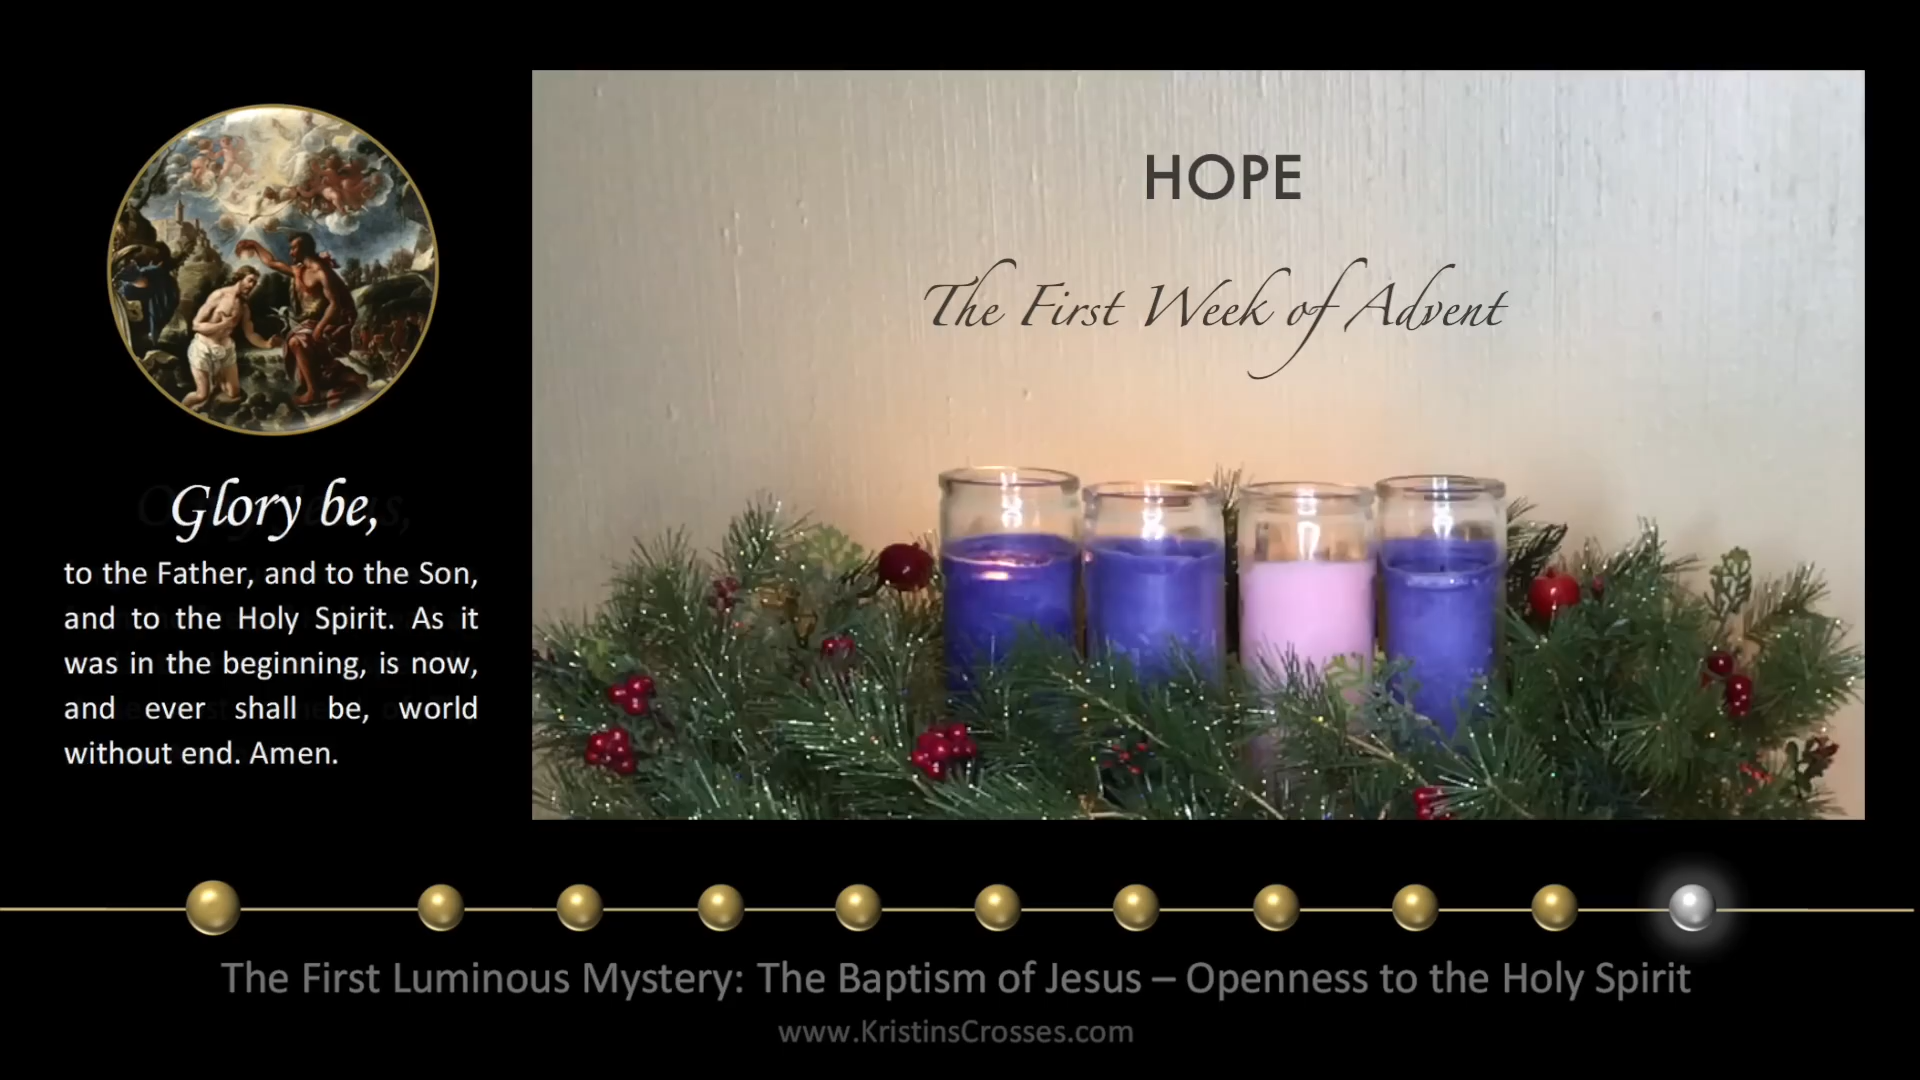 HOPE
The First Week of Advent
Glory be,
to the Father, and to the Son,
and to the Holy Spirit. As it
was in the beginning, is now,
and ever shall be, world
without end. Amen.
The First Luminous Mystery: The Baptism of Jesus – Openness to the Holy Spirit
www.KristinsCrosses.com